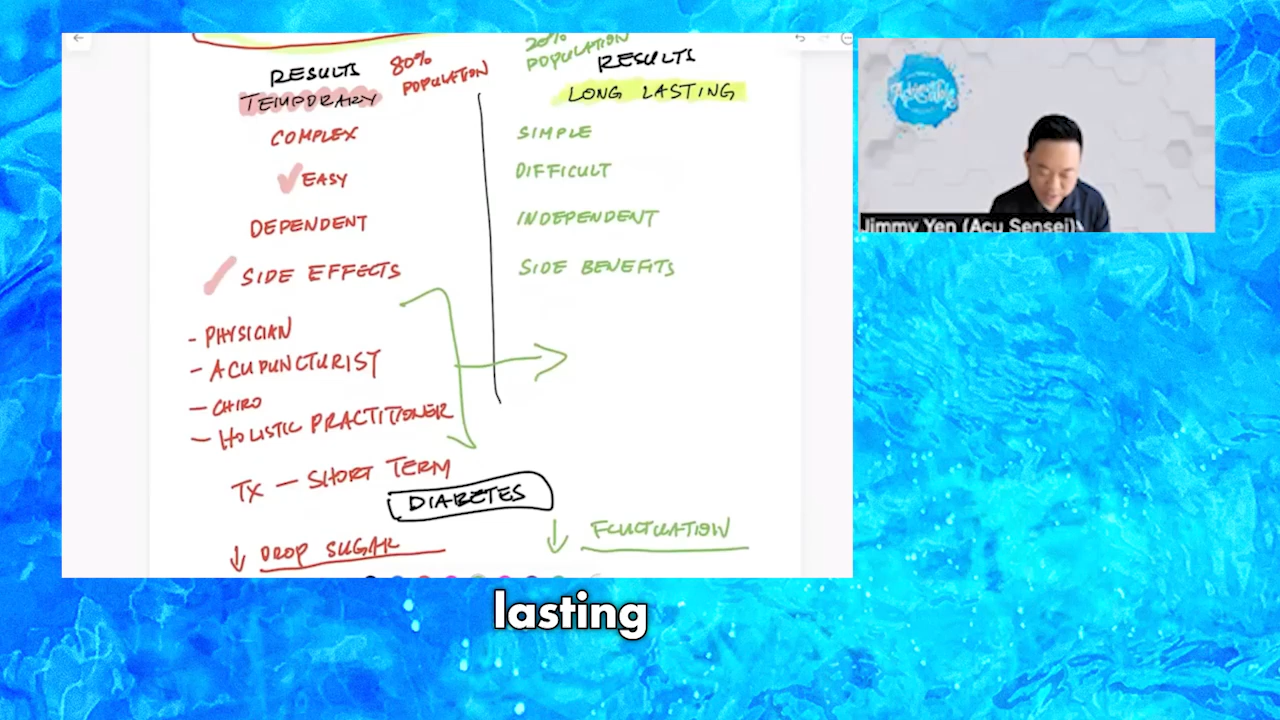 RESULTS
TEMPORARY
80%
POPULATION
COMPLEX
EASY
DEPENDENT
SIDE EFFECTS
- PHYSICIAN
- ACUPUNCTURIST
- CHIRO
- HOLISTIC PRACTITIONER
TX - SHORT TERM
20%
POPULATION
RESULTS
LONG LASTING
SIMPLE
DIFFICULT
INDEPENDENT
SIDE BENEFITS
DIABETES
↓ DROP SUGAR
↓ FLUCTUATION
Jimmy Yen (Acu Sensei)
lasting